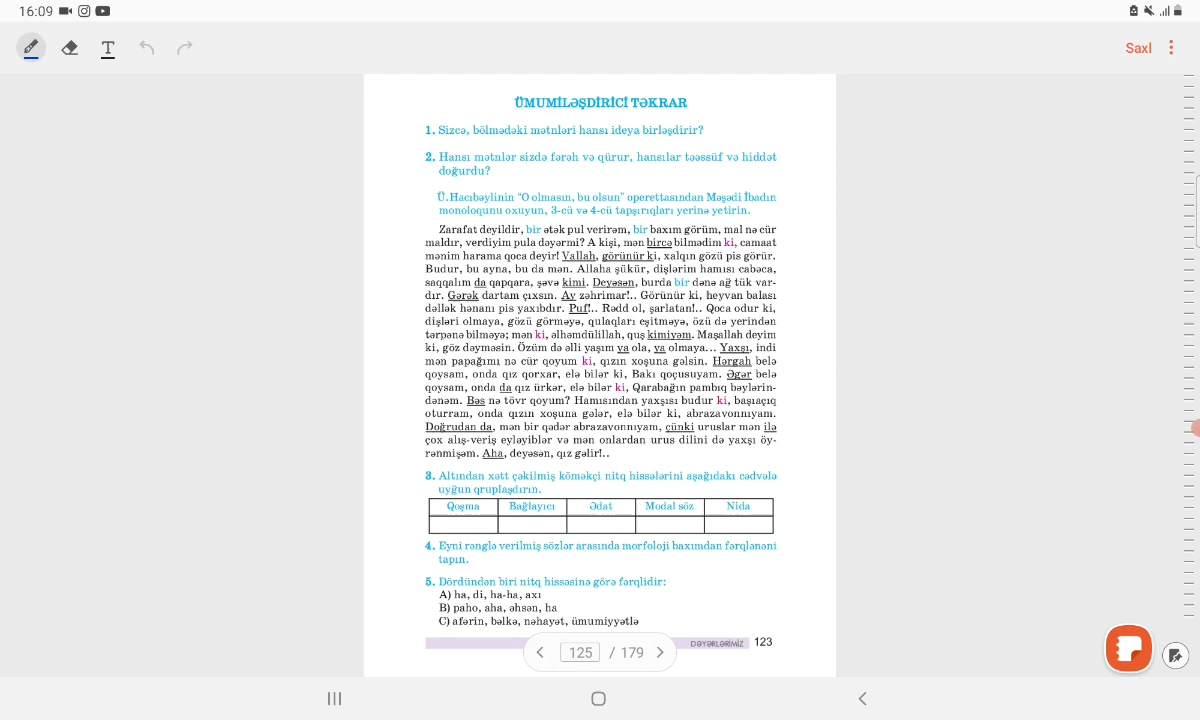 16:09
Saxl
ÜMUMİLƏŞDİRİCİ TƏKRAR
1. Sizcə, bölmədəki mətnləri hansı ideya birləşdirir?
2. Hansı mətnlər sizdə fərəh və qürur, hansılar təəssüf və hiddət
doğurdu?
Ü.Hacıbəylinin "O olmasın, bu olsun" operettasından Məşədi İbadın
monoloqunu oxuyun, 3-cü və 4-cü tapşırıqları yerinə yetirin.
Zarafat deyildir, bir ətək pul verirəm, bir baxım görüm, mal nə cür
maldır, verdiyim pula dəyərmi? A kişi, mən bircə bilmədim ki, camaat
mənim harama qoca deyir! Vallah, görünür ki, xalqın gözü pis görür.
Budur, bu ayna, bu da mən. Allaha şükür, dişlərim hamısı cabəca,
saqqalım da qapqara, şəvə kimi. Deyəsən, burda bir dənə ağ tük var-
dır. Gərək dartam çıxsın. Ay zəhrimar!.. Görünür ki, heyvan balası
dəllək hənanı pis yaxıbdır. Puf!.. Rədd ol, şarlatan!.. Qoca odur ki,
dişləri olmaya, gözü görməyə, qulaqları eşitməyə, özü də yerindən
tərpənə bilməyə; mən ki, əlhəmdülillah, quş kimiyəm. Maşallah deyim
ki, göz dəyməsin. Özüm də əlli yaşım ya ola, ya olmaya... Yaxşı, indi
mən papağımı nə cür qoyum ki, qızın xoşuna gəlsin. Hərgah belə
qoysam, onda qız qorxar, elə bilər ki, Bakı qoçusuyam. Əgər belə
qoysam, onda da qız ürkər, elə bilər ki, Qarabağın pambıq bəylərin-
dənəm. Bəs nə tövr qoyum? Hamısından yaxşısı budur ki, başıaçıq
oturram, onda qızın xoşuna gələr, elə bilər ki, abrazavonnıyam.
Doğrudan da, mən bir qədər abrazavonnıyam, çünki uruslar mən ilə
çox alış-veriş eyləyiblər və mən onlardan urus dilini də yaxşı öy-
rənmişəm. Aha, deyəsən, qız gəlir!..
3. Altından xətt çəkilmiş köməkçi nitq hissələrini aşağıdakı cədvələ
uyğun qruplaşdırın.
Qoşma Bağlayıcı Ədat Modal söz Nida
4. Eyni rənglə verilmiş sözlər arasında morfoloji baxımdan fərqlənəni
tapın.
5. Dördündən biri nitq hissəsinə görə fərqlidir:
A) ha, di, ha-ha, axı
B) paho, aha, əhsən, ha
C) afərin, bəlkə, nəhayət, ümumiyyətlə
DƏYƏRLƏRİMİZ 123
125 / 179